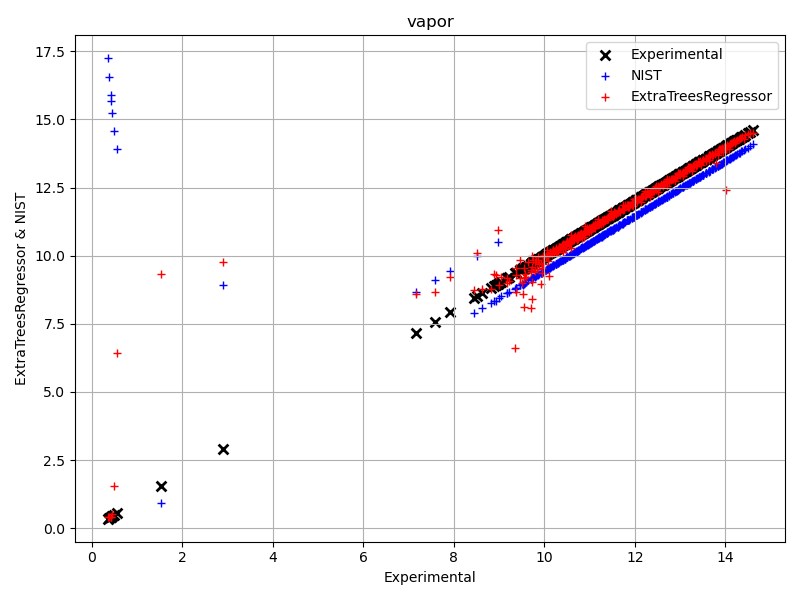 vapor
Experimental
NIST
ExtraTreesRegressor
ExtraTreesRegressor & NIST
17.5
15.0
12.5
10.0
7.5
5.0
2.5
0.0
0 2 4 6 8 10 12 14
Experimental